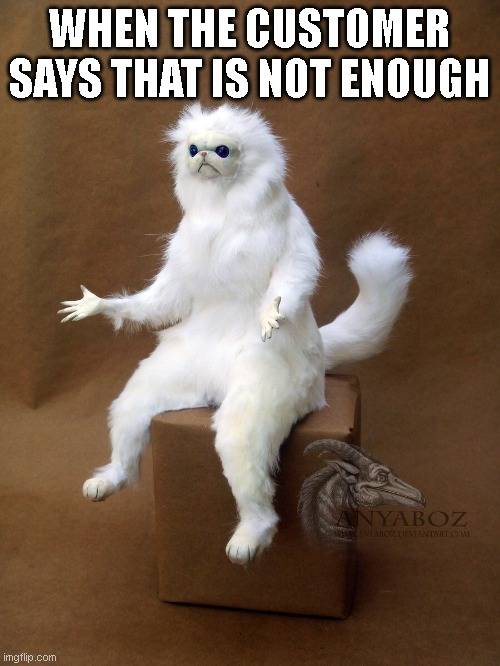 WHEN THE CUSTOMER
SAYS THAT IS NOT ENOUGH
ANYABOZ
imgflip.com